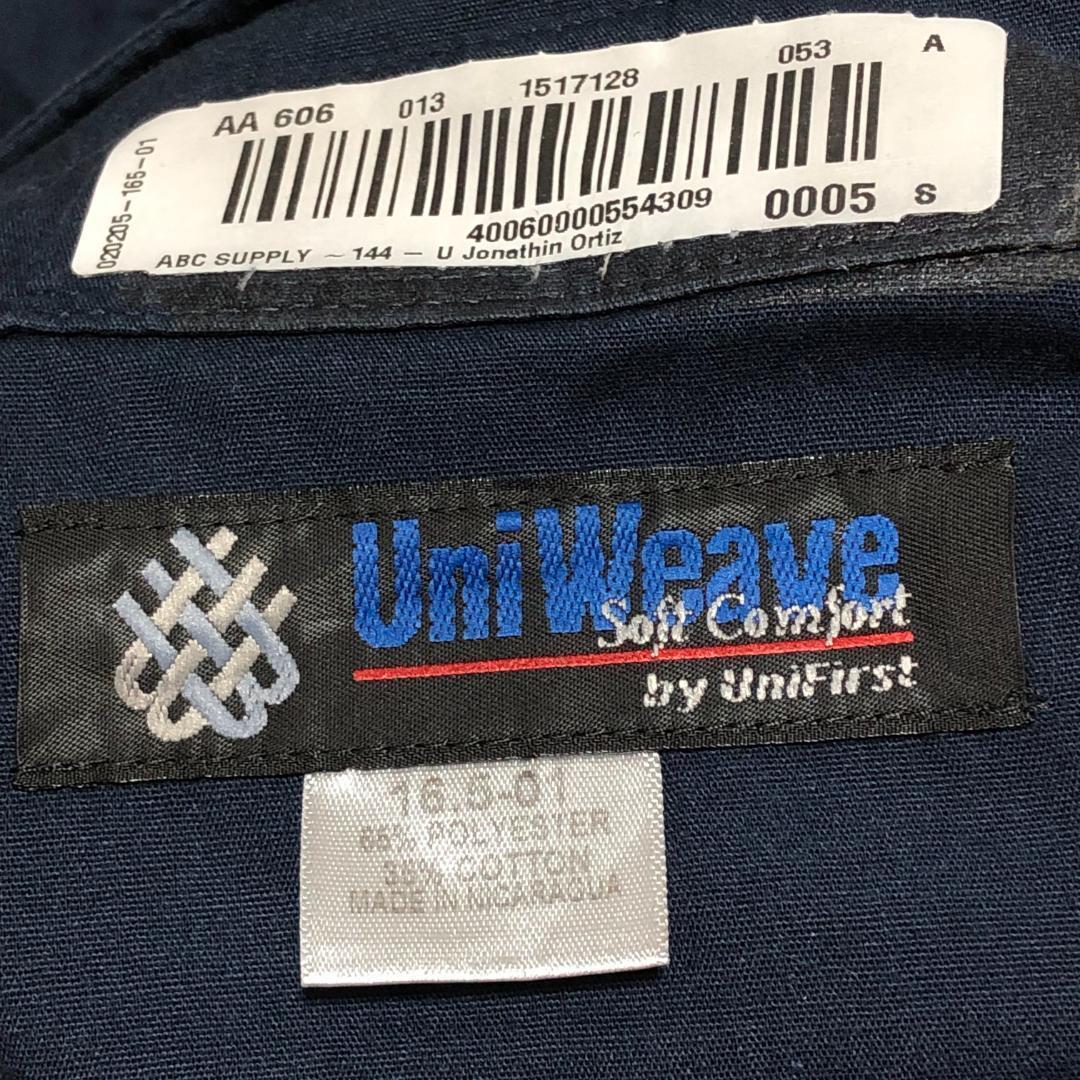 AA 606 013 1517128 053 A
020205-165-01
40060000554309 0005 S
ABC SUPPLY ~ 144 - U Jonathin Ortiz
UniWeave
Soft Comfort
by UniFirst
16.5-01
65% POLYESTER
35% COTTON
MADE IN NICARAGUA